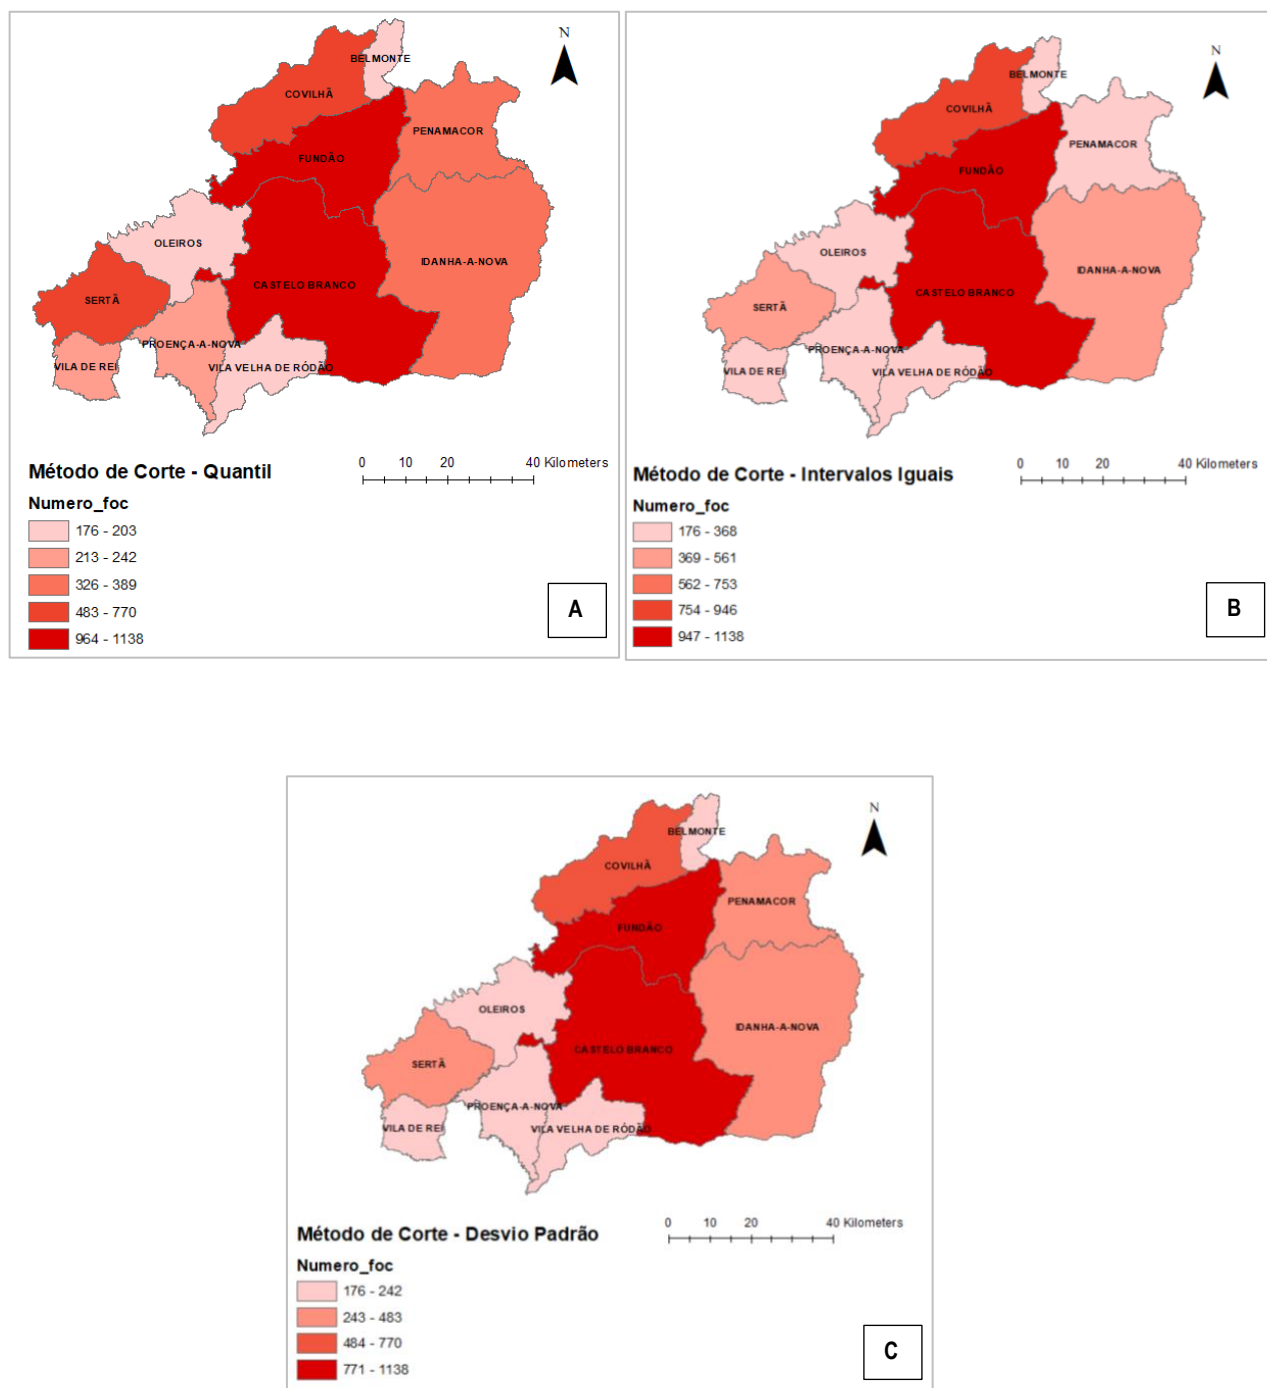 N
BELMONTE
COVILHÃ
PENAMACOR
FUNDÃO
OLEIROS
IDANHA-A-NOVA
CASTELO BRANCO
SERTÃ
PROENÇA-A-NOVA
VILA DE REI
VILA VELHA DE RÓDÃO
0 10 20 40 Kilometers
Método de Corte - Quantil
Numero_foc
176 - 203
213 - 242
326 - 389
483 - 770
964 - 1138
A
N
BELMONTE
COVILHÃ
PENAMACOR
FUNDÃO
OLEIROS
IDANHA-A-NOVA
CASTELO BRANCO
SERTÃ
PROENÇA-A-NOVA
VILA DE REI
VILA VELHA DE RÓDÃO
0 10 20 40 Kilometers
Método de Corte - Intervalos Iguais
Numero_foc
176 - 368
369 - 561
562 - 753
754 - 946
947 - 1138
B
N
BELMONTE
COVILHÃ
PENAMACOR
FUNDÃO
OLEIROS
IDANHA-A-NOVA
CASTELO BRANCO
SERTÃ
PROENÇA-A-NOVA
VILA DE REI
VILA VELHA DE RÓDÃO
0 10 20 40 Kilometers
Método de Corte - Desvio Padrão
Numero_foc
176 - 242
243 - 483
484 - 770
771 - 1138
C